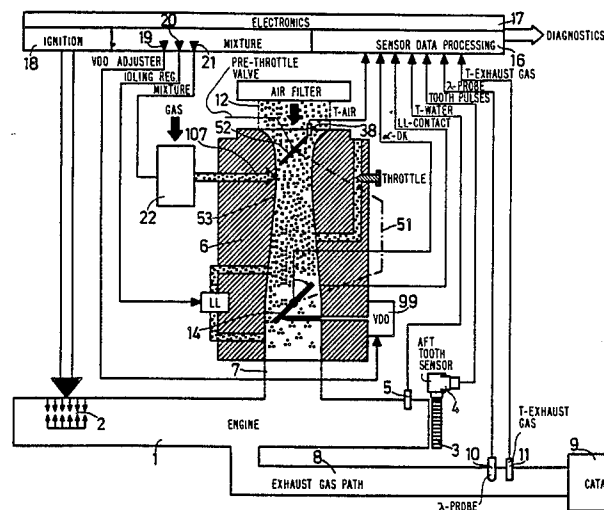 ELECTRONICS
17
DIAGNOSTICS
18
IGNITION
20
19
21
MIXTURE
SENSOR DATA PROCESSING
16
VDO ADJUSTER
IDLING REG.
MIXTURE
PRE-THROTTLE
VALVE
AIR FILTER
12
T-AIR
38
T-EXHAUST GAS
λ-PROBE
TOOTH PULSES
T-WATER
LL-CONTACT
α-DK
GAS
107
52
53
22
THROTTLE
6
51
LL
14
99
VDO
7
AFT
TOOTH
SENSOR
4
5
3
T-EXHAUST
GAS
2
ENGINE
1
8
EXHAUST GAS PATH
10
11
λ-PROBE
9
CATA